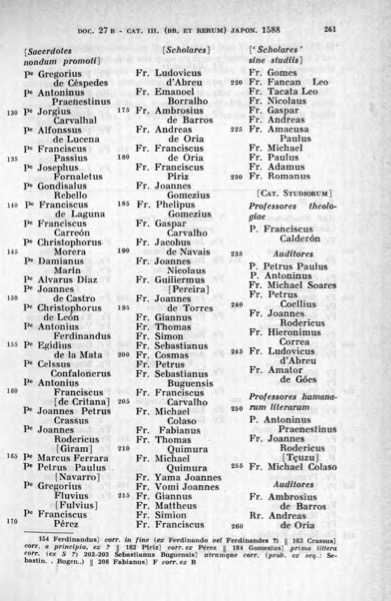 DOC. 27 B - CAT. III (BR. ET RERUM) JAPON. 1588 261
[Sacerdotes
nondum promoti]
Pe Gregorius
de Céspedes
Pe Antoninus
Praenestinus
130 Pe Jorgius
Carvalhal
Pe Alfonssus
de Lucena
Pe Franciscus
135 Passius
Pe Josephus
Fornaletus
Pe Gondisalus
Rebello
140 Pe Franciscus
de Laguna
Pe Franciscus
Carreón
Pe Christophorus
145 Morera
Pe Damianus
Marin
Pe Alvarus Diaz
Pe Joannes
150 de Castro
Pe Christophorus
de León
Pe Antonius
Ferdinandus
155 Pe Egidius
de la Mata
Pe Celssus
Confalonerus
Pe Antonius
160 Franciscus
[de Critana]
Pe Joannes Petrus
Crassus
Pe Joannes
Rodericus
[Giram]
165 Pe Marcus Ferrara
Pe Petrus Paulus
[Navarro]
Pe Gregorius
Fluvius
[Fulvius]
Pe Franciscus
170 Pérez
[Scholares]
Fr. Ludovicus
d'Abreu
Fr. Emanoel
Borralho
175 Fr. Ambrosius
de Barros
Fr. Andreas
de Oria
Fr. Franciscus
180 de Oria
Fr. Franciscus
Piriz
Fr. Joannes
Gomezius
185 Fr. Phelipus
Gomezius
Fr. Gaspar
Carvalho
Fr. Jacobus
190 de Navais
Fr. Joannes
Nicolaus
Fr. Guiliermus
[Pereira]
Fr. Joannes
195 de Torres
Fr. Giannus
Fr. Thomas
Fr. Simon
Fr. Sebastianus
200 Fr. Cosmas
Fr. Petrus
Fr. Sebastianus
Buguensis
Fr. Franciscus
205 Carvalho
Fr. Michael
Colaso
Fr. Fabianus
Fr. Thomas
210 Quimura
Fr. Michael
Quimura
Fr. Yama Joannes
Fr. Vomi Joannes
215 Fr. Giannus
Fr. Mattheus
Fr. Simion
Fr. Franciscus
['Scholares'
sine studiis]
Fr. Gomes
220 Fr. Fancan Leo
Fr. Tacata Leo
Fr. Nicolaus
Fr. Gaspar
Fr. Andreas
225 Fr. Amacusa
Paulus
Fr. Michael
Fr. Paulus
Fr. Adamus
230 Fr. Romanus
[CAT. STUDIORUM]
Professores theolo-
giae
P. Franciscus
Calderón
235 Auditores
P. Petrus Paulus
P. Antoninus
Fr. Michael Soares
Fr. Petrus
240 Coellius
Fr. Joannes
Rodericus
Fr. Hieronimus
Correa
245 Fr. Ludovicus
d'Abreu
Fr. Amator
de Góes
Professores humana-
250 rum literarum
P. Antoninus
Praenestinus
Fr. Joannes
Rodericus
[Tçuzu]
255 Fr. Michael Colaso
Auditores
Fr. Ambrosius
de Barros
Rr. Andreas
260 de Oria
154 Ferdinandus] corr. in fine (ex Ferdinando vel Ferdinandes ?) || 163 Crassus]
corr. a principio, ex ? || 182 Piriz] corr. ex Pérez || 184 Gomezius] prima littera
corr. (ex S ?) 202-203 Sebastianus Buguensis] utrumque corr. (prob. ex seq.: Se-
bastin. . Bugen..) || 208 Fabianus] F corr. ex B